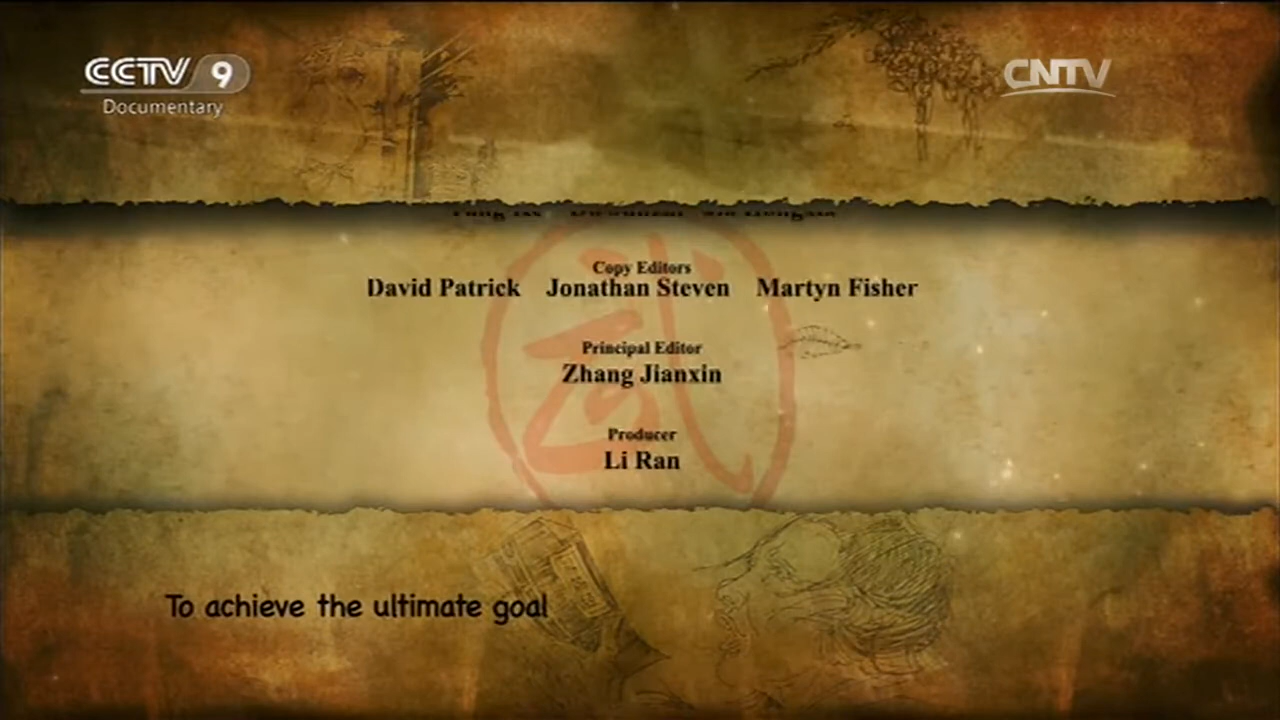 CCTV 9
Documentary
CNTV
Copy Editors
David Patrick Jonathan Steven Martyn Fisher
Principal Editor
Zhang Jianxin
Producer
Li Ran
武
To achieve the ultimate goal